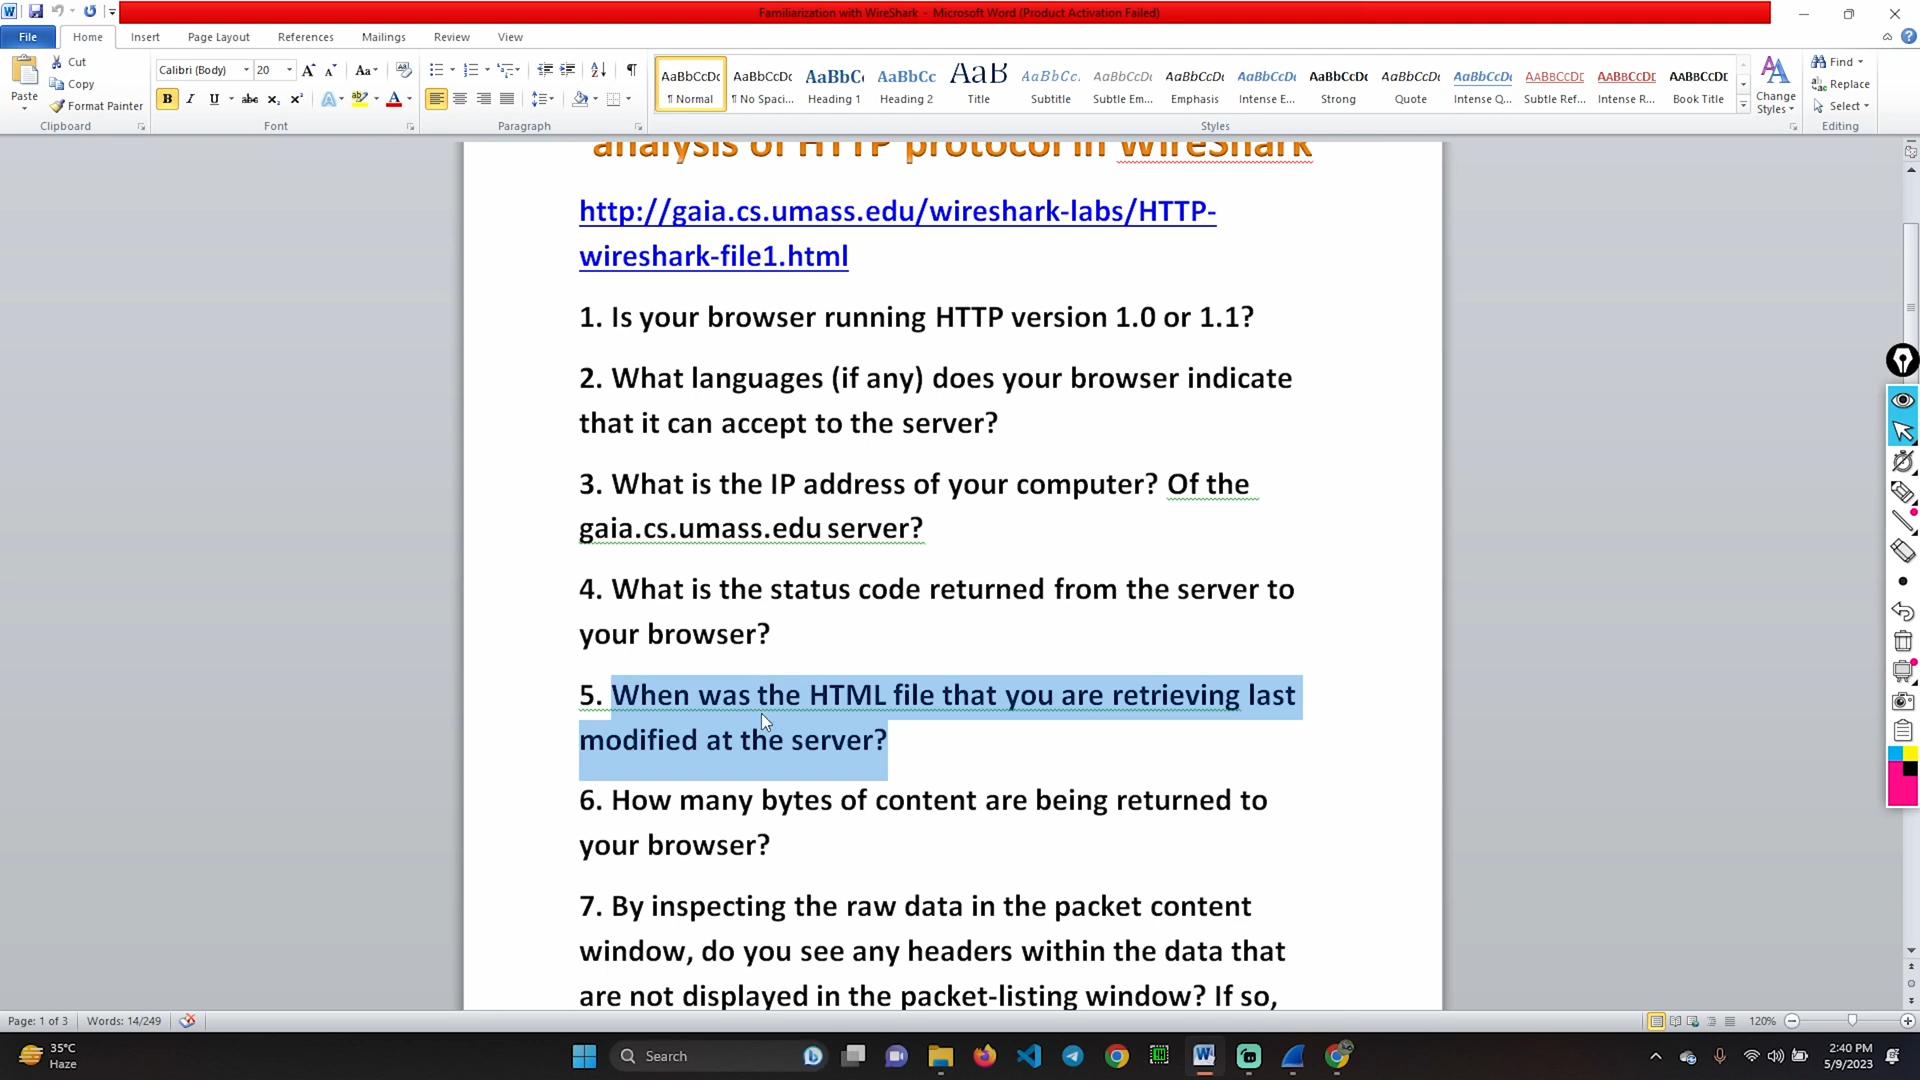 Familiarization with WireShark - Microsoft Word (Product Activation Failed)
File Home Insert Page Layout References Mailings Review View
Paste Cut Copy Format Painter
Clipboard
Calibri (Body) 20
Font
Paragraph
AaBbCcDc AaBbCcDc AaBbC AaBbCc AaB AaBbCc. AaBbCcDc AaBbCcDc AaBbCcDc AaBbCcDc AaBbCcDc AaBbCcDc AaBbCcDc AaBbCcDc AaBbCcDc
¶ Normal ¶ No Spaci... Heading 1 Heading 2 Title Subtitle Subtle Em... Emphasis Intense E... Strong Quote Intense Q... Subtle Ref... Intense R... Book Title
Styles
Change Styles
Find Replace Select
Editing
analysis of HTTP protocol in WireShark
http://gaia.cs.umass.edu/wireshark-labs/HTTP-
wireshark-file1.html
1. Is your browser running HTTP version 1.0 or 1.1?
2. What languages (if any) does your browser indicate
that it can accept to the server?
3. What is the IP address of your computer? Of the
gaia.cs.umass.edu server?
4. What is the status code returned from the server to
your browser?
5. When was the HTML file that you are retrieving last
modified at the server?
6. How many bytes of content are being returned to
your browser?
7. By inspecting the raw data in the packet content
window, do you see any headers within the data that
are not displayed in the packet-listing window? If so,
Page: 1 of 3 Words: 14/249 120%
35°C
Haze
Search
2:40 PM
5/9/2023